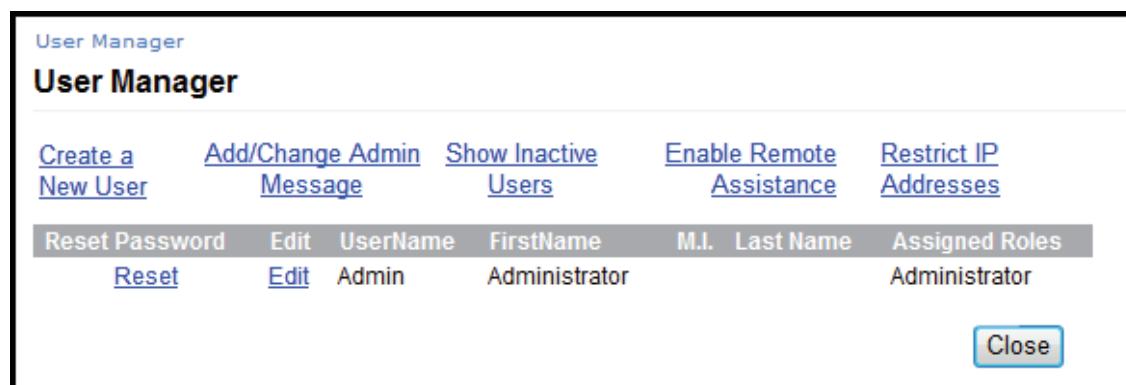 User Manager
User Manager
Create a Add/Change Admin Show Inactive Enable Remote Restrict IP
New User Message Users Assistance Addresses
Reset Password Edit UserName FirstName M.I. Last Name Assigned Roles
Reset Edit Admin Administrator Administrator
Close